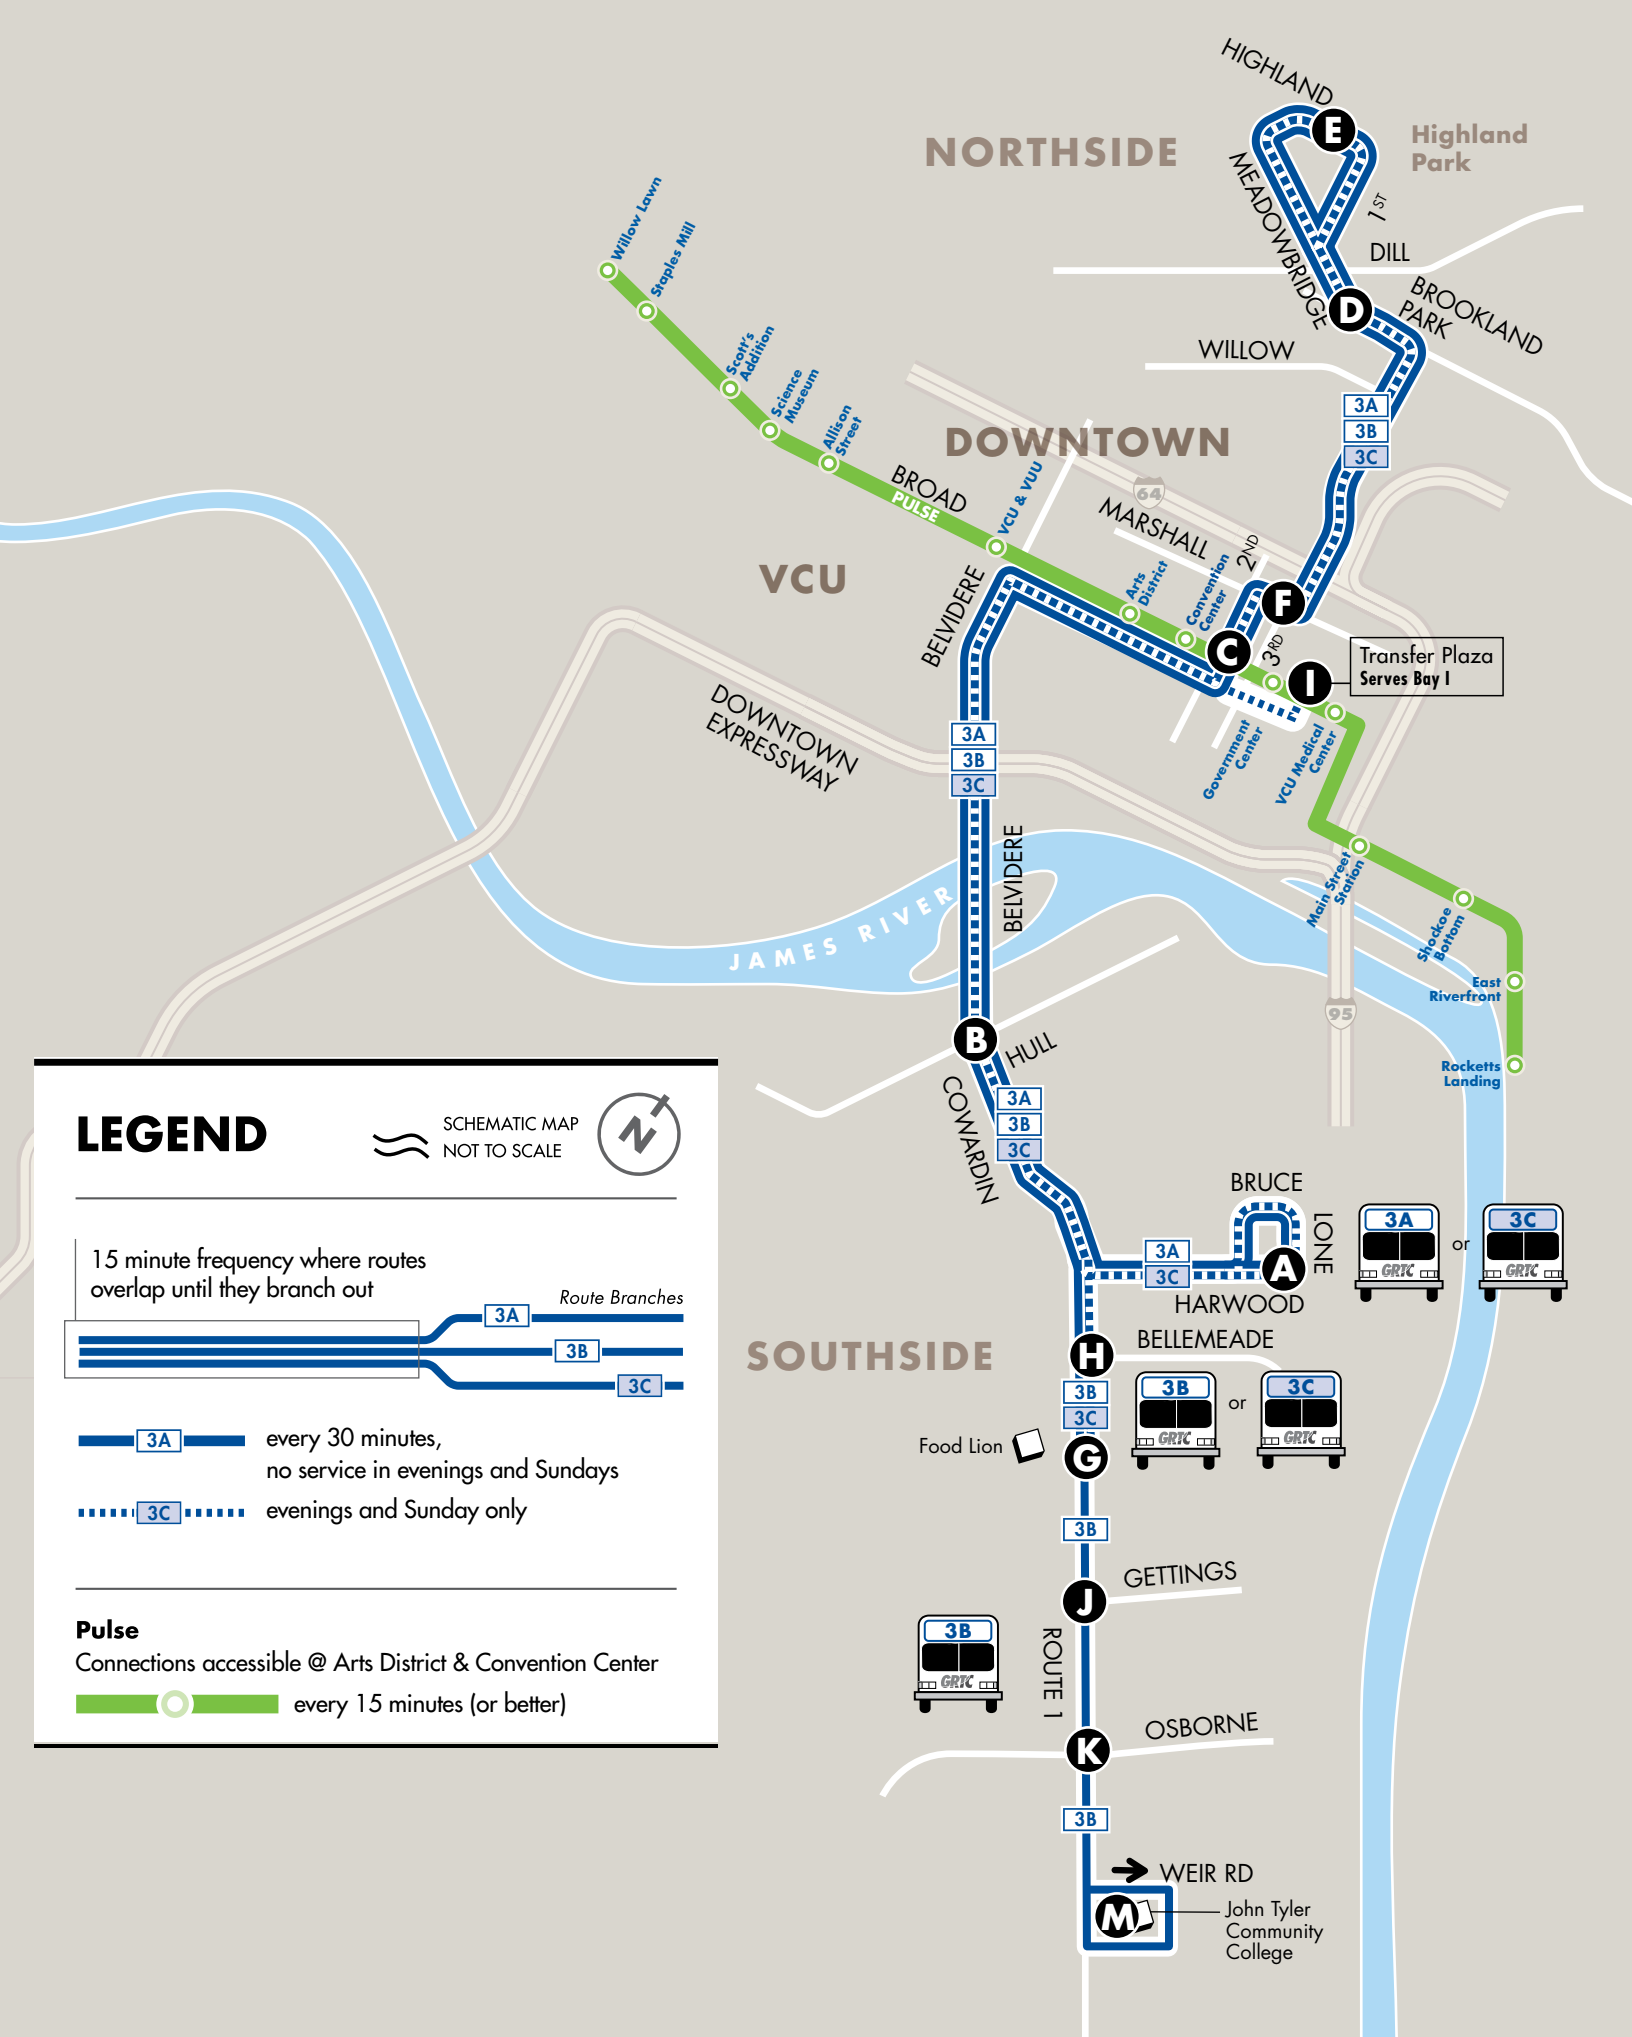 HIGHLAND
E
Highland
Park
NORTHSIDE
MEADOWBRIDGE
1ST
DILL
Willow Lawn
Staples Mill
D
BROOKLAND
PARK
WILLOW
Scott's
Addition
Science
Museum
Allison
Street
3A
3B
3C
DOWNTOWN
BROAD
PULSE
VCU & VUU
64
MARSHALL
2ND
VCU
BELVIDERE
Arts
District
Convention
Center
F
C
3RD
I
Transfer Plaza
Serves Bay I
DOWNTOWN
EXPRESSWAY
3A
3B
3C
Government
Center
VCU Medical
Center
BELVIDERE
JAMES RIVER
Main Street
Station
Shockoe
Bottom
East
Riverfront
95
B
HULL
Rocketts
Landing
COWARDIN
3A
3B
3C
LEGEND
SCHEMATIC MAP
NOT TO SCALE
N
15 minute frequency where routes
overlap until they branch out
Route Branches
3A
3B
3C
3A
every 30 minutes,
no service in evenings and Sundays
3C
evenings and Sunday only
Pulse
Connections accessible @ Arts District & Convention Center
every 15 minutes (or better)
BRUCE
LONE
3A
3C
A
HARWOOD
3A
GRTC
or
3C
GRTC
SOUTHSIDE
H
BELLEMEADE
3B
3C
3B
GRTC
or
3C
GRTC
Food Lion
G
3B
J
GETTINGS
3B
GRTC
ROUTE 1
K
OSBORNE
3B
WEIR RD
M
John Tyler
Community
College